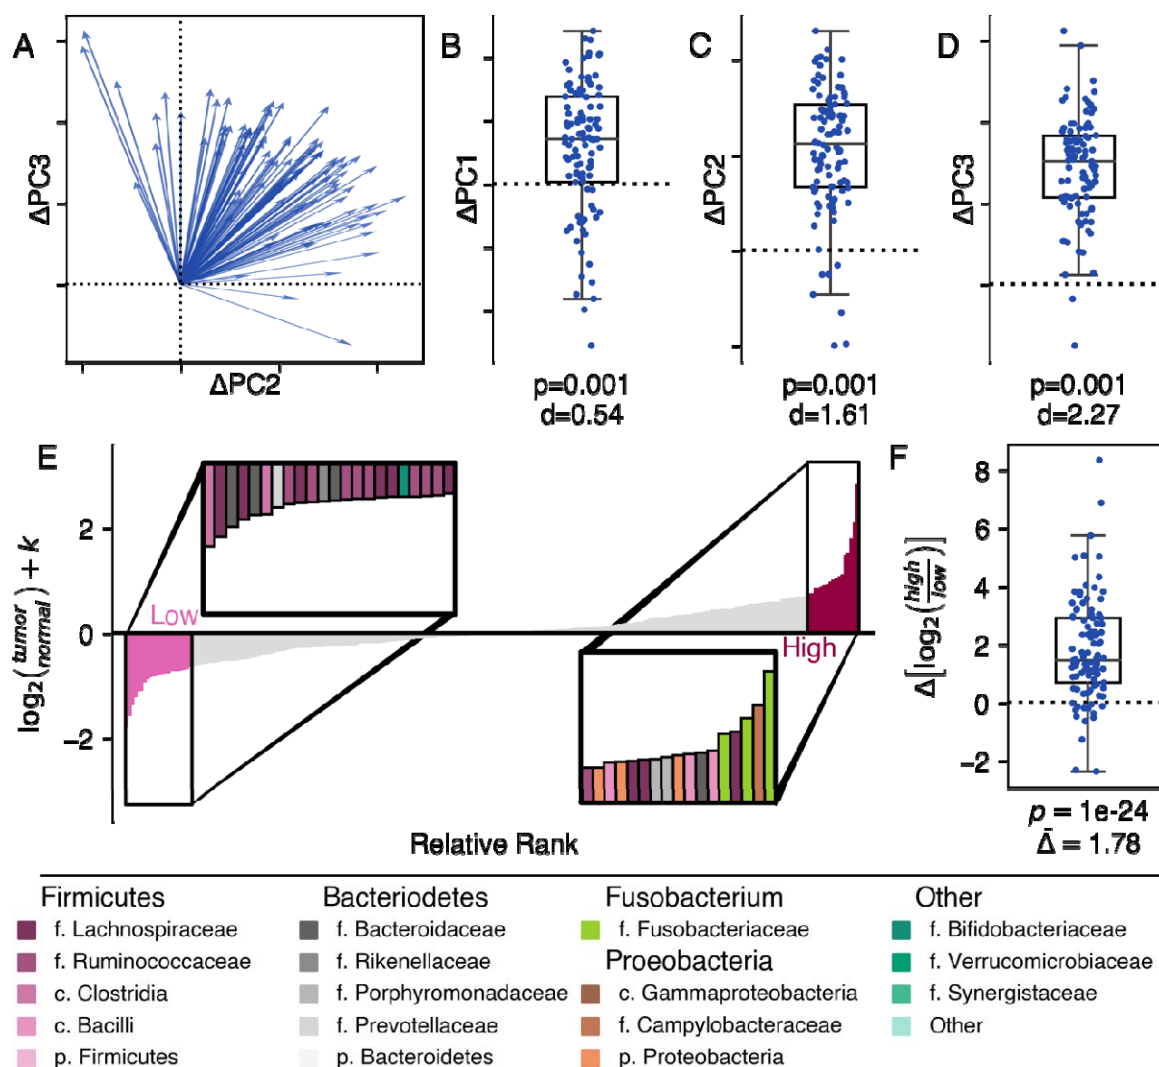 A
B
C
D
ΔPC3
ΔPC1
ΔPC2
ΔPC3
ΔPC2
p=0.001
d=0.54
p=0.001
d=1.61
p=0.001
d=2.27
E
F
log2(tumor/normal) + k
2
0
−2
Low
High
Relative Rank
Δ[log2(high/low)]
8
6
4
2
0
−2
p = 1e-24
Δ̄ = 1.78
Firmicutes
f. Lachnospiraceae
f. Ruminococcaceae
c. Clostridia
c. Bacilli
p. Firmicutes
Bacteriodetes
f. Bacteroidaceae
f. Rikenellaceae
f. Porphyromonadaceae
f. Prevotellaceae
p. Bacteroidetes
Fusobacterium
f. Fusobacteriaceae
Proeobacteria
c. Gammaproteobacteria
f. Campylobacteraceae
p. Proteobacteria
Other
f. Bifidobacteriaceae
f. Verrucomicrobiaceae
f. Synergistaceae
Other